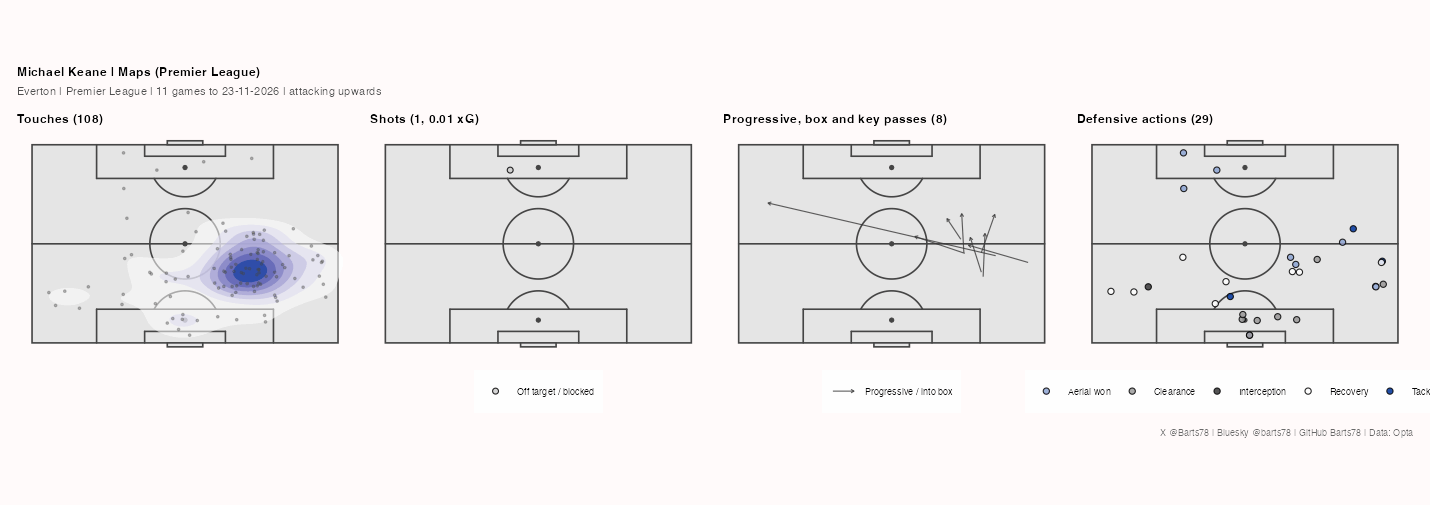 Michael Keane | Maps (Premier League)
Everton | Premier League | 11 games to 23-11-2026 | attacking upwards
Touches (108)
Shots (1, 0.01 xG)
Progressive, box and key passes (8)
Defensive actions (29)
Off target / blocked
Progressive / into box
Aerial won
Clearance
Interception
Recovery
Tack
X @Barts78 | Bluesky @barts78 | GitHub Barts78 | Data: Opta